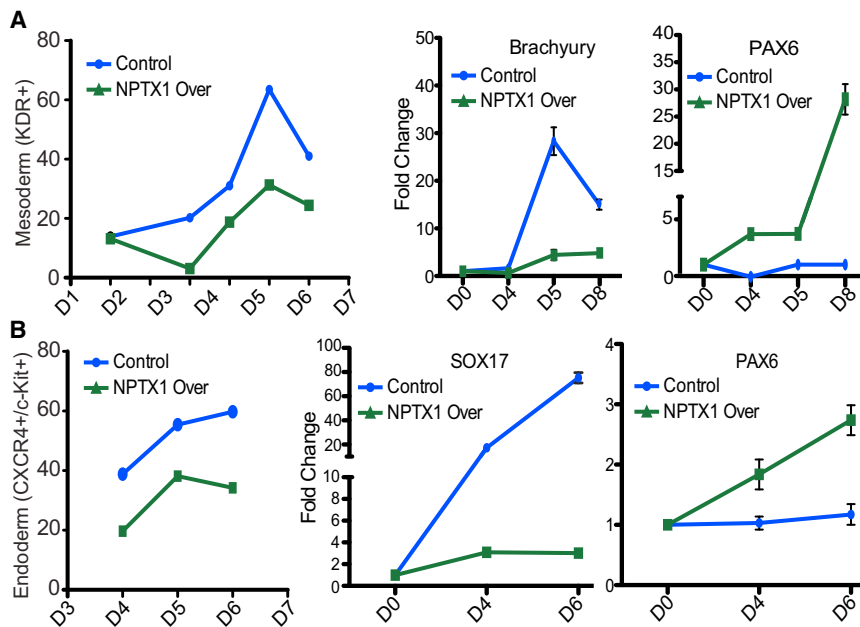 A
Mesoderm (KDR+)
80
60
40
20
0
Control
NPTX1 Over
D1
D2
D3
D4
D5
D6
D7
Brachyury
Fold Change
50
40
30
20
10
0
Control
NPTX1 Over
D0
D4
D5
D8
PAX6
40
35
30
25
20
15
5
0
Control
NPTX1 Over
D0
D4
D5
D8
B
Endoderm (CXCR4+/c-Kit+)
80
60
40
20
0
Control
NPTX1 Over
D3
D4
D5
D6
D7
SOX17
Fold Change
100
80
60
40
20
10
8
6
4
2
0
Control
NPTX1 Over
D0
D4
D6
PAX6
4
3
2
1
0
Control
NPTX1 Over
D0
D4
D6